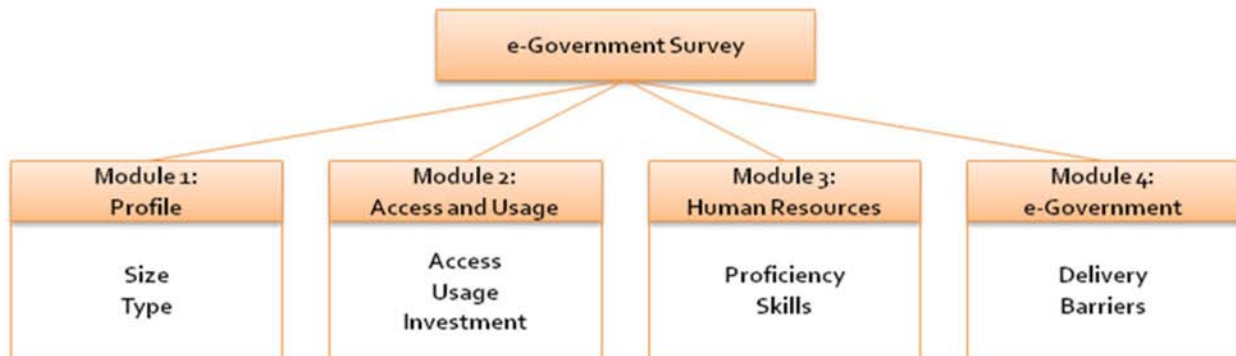 e-Government Survey
Module 1:
Profile
Size
Type
Module 2:
Access and Usage
Access
Usage
Investment
Module 3:
Human Resources
Proficiency
Skills
Module 4:
e-Government
Delivery
Barriers